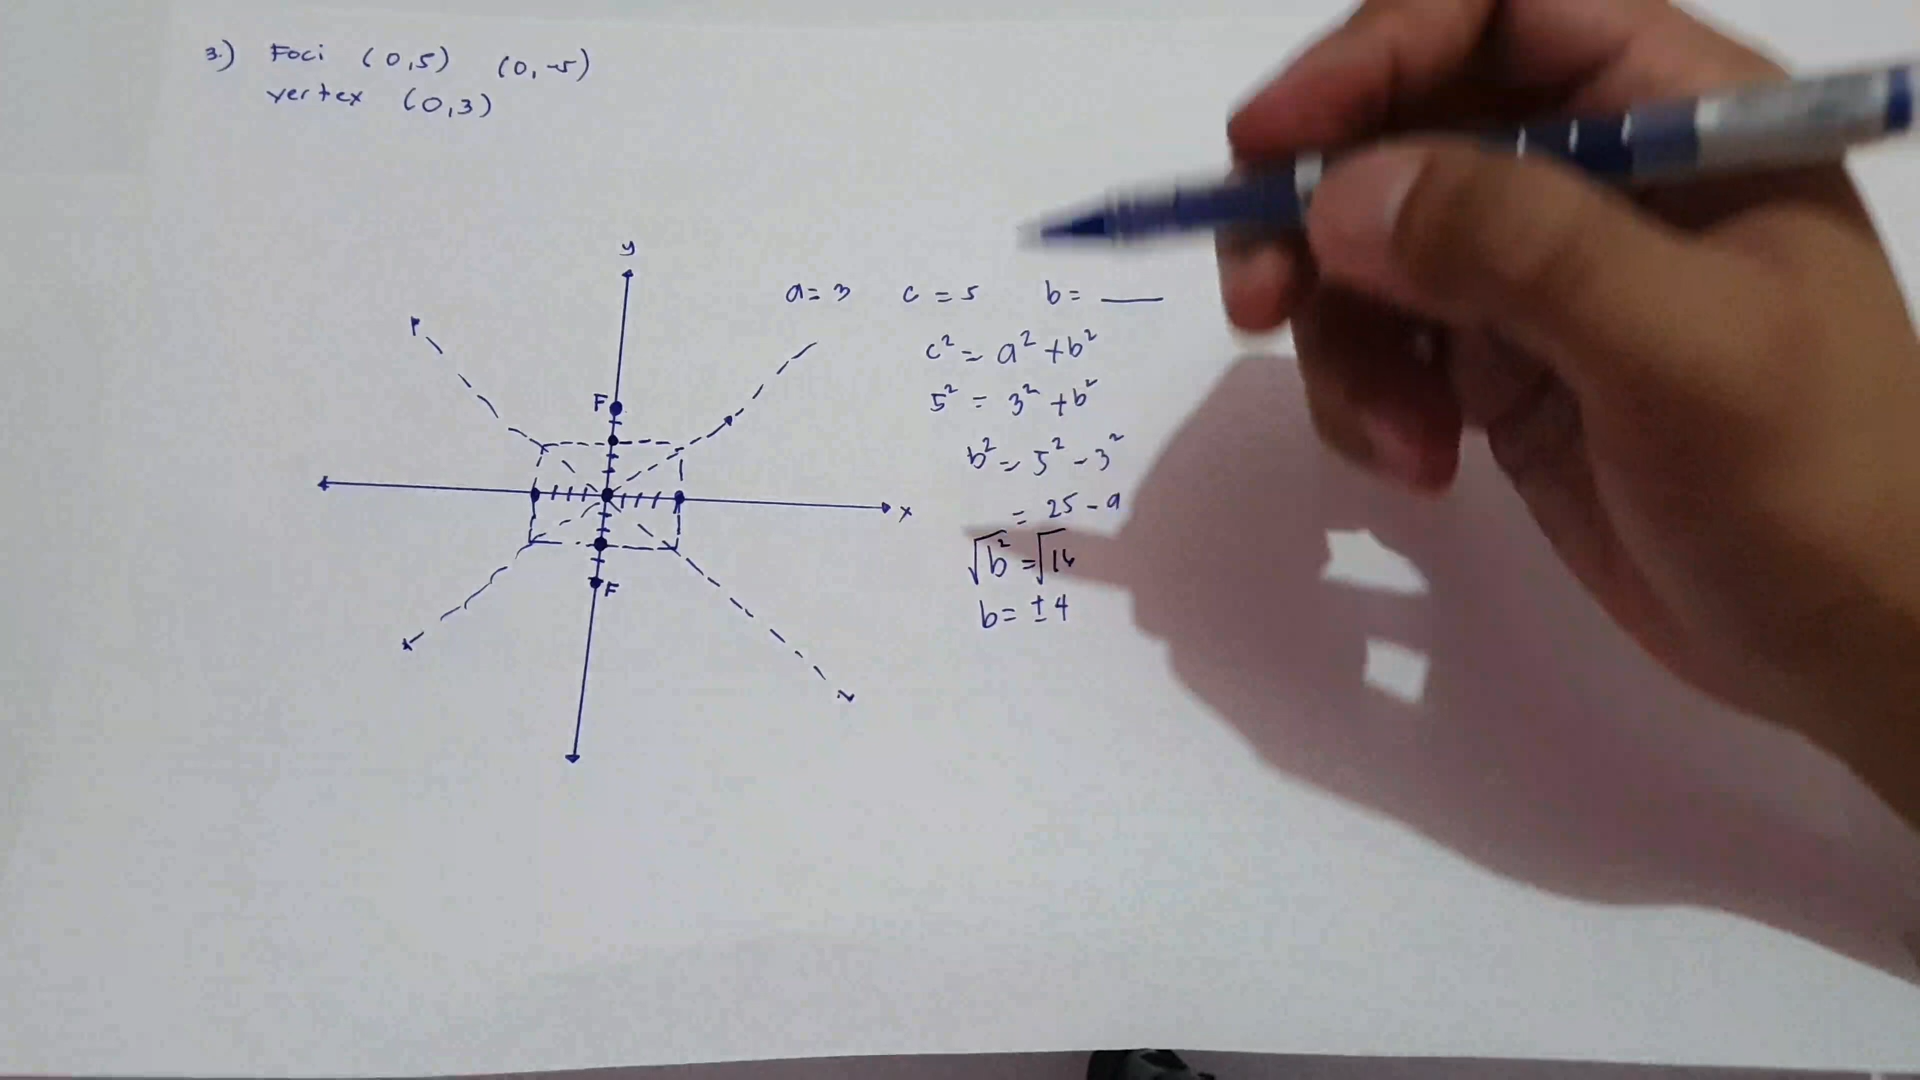 3.) Foci (0,5) (0,-5)
vertex (0,3)
y
a=3 c=5 b= ___
c²=a²+b²
F
5²=3²+b²
b²=5²-3²
x
=25-9
√b²=√16
F
b=±4